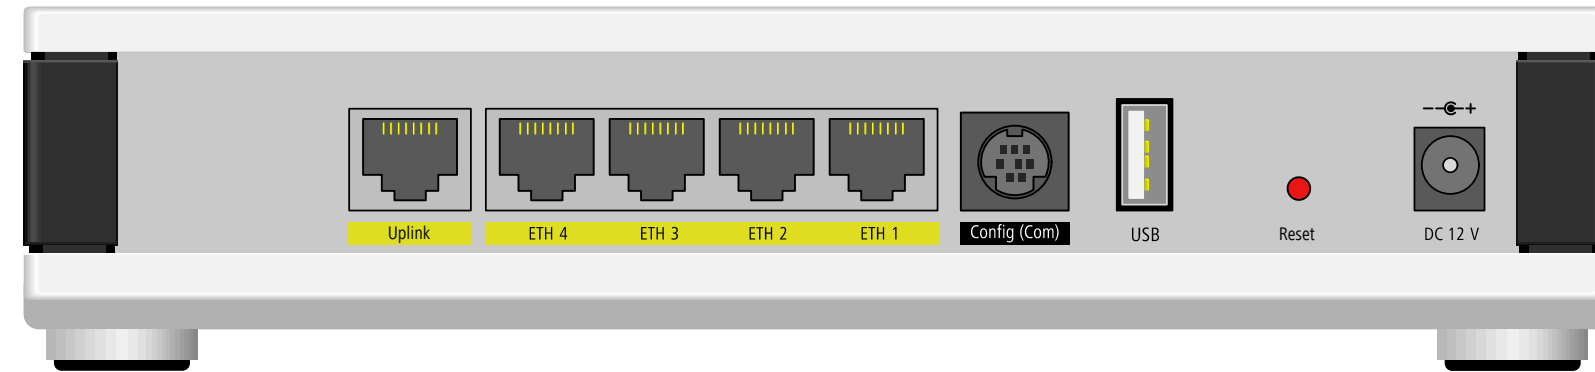 Uplink
ETH 4
ETH 3
ETH 2
ETH 1
Config (Com)
USB
Reset
DC 12 V